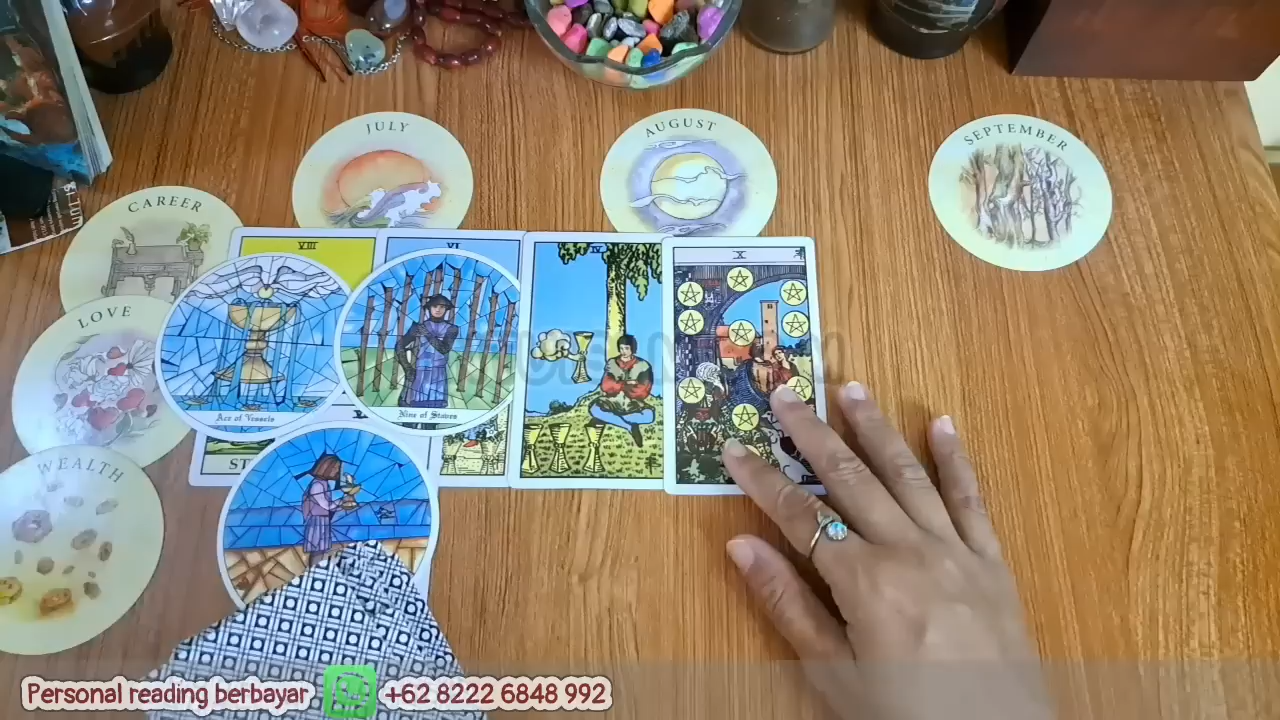 JULY
AUGUST
SEPTEMBER
CAREER
LOVE
WEALTH
VIII
VI
IV
X
Ace of Vessels
Nine of Staves
V
ST
Personal reading berbayar +62 8222 6848 992